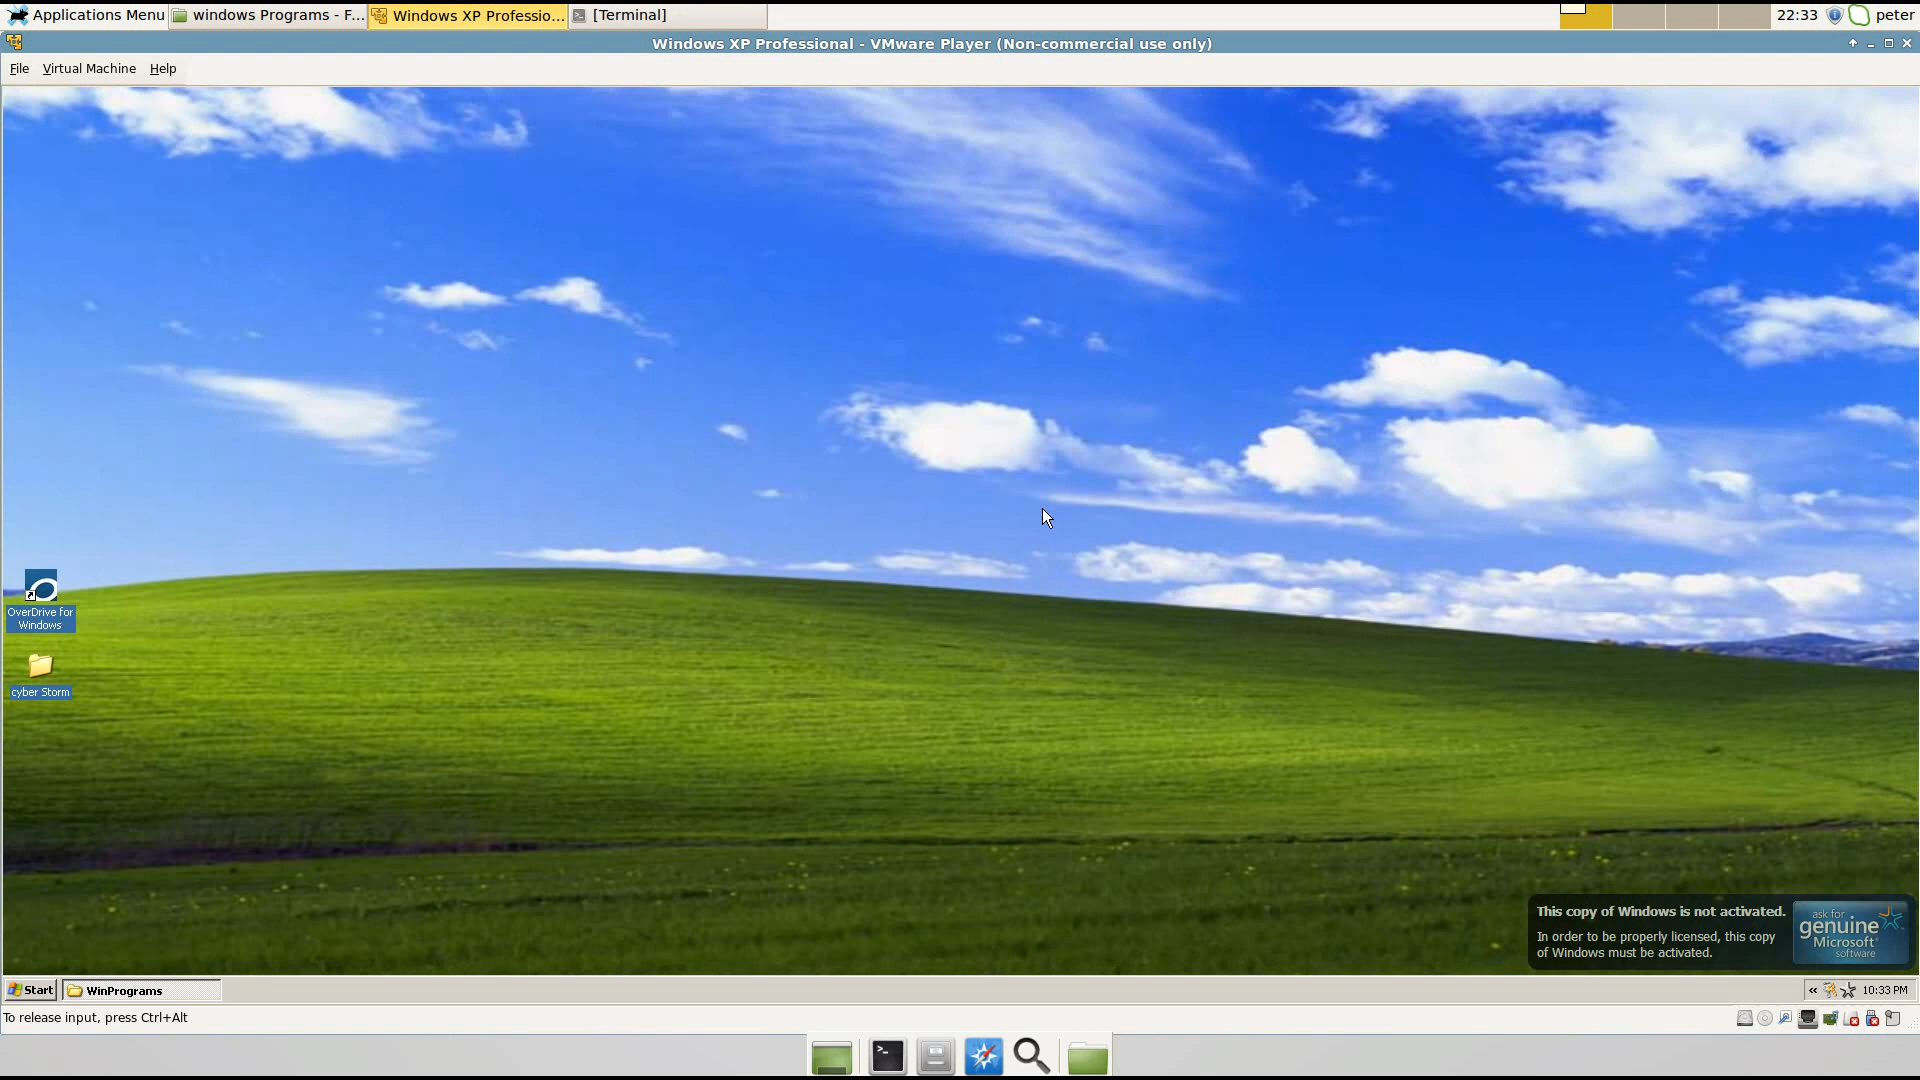 Applications Menu
windows Programs - F...
Windows XP Professio...
[Terminal]
22:33
peter
Windows XP Professional - VMware Player (Non-commercial use only)
File Virtual Machine Help
OverDrive for
Windows
cyber Storm
This copy of Windows is not activated.
In order to be properly licensed, this copy
of Windows must be activated.
ask for
genuine
Microsoft
software
Start
WinPrograms
10:33 PM
To release input, press Ctrl+Alt